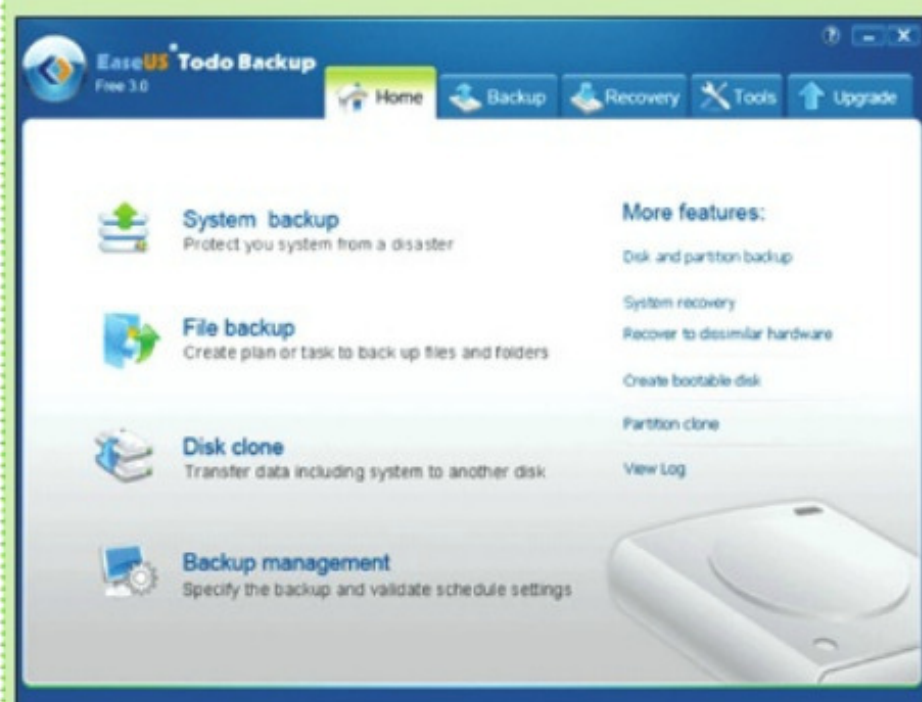 EaseUS Todo Backup
Free 3.0
Home
Backup
Recovery
Tools
Upgrade
System backup
Protect you system from a disaster
File backup
Create plan or task to back up files and folders
Disk clone
Transfer data including system to another disk
Backup management
Specify the backup and validate schedule settings
More features:
Disk and partition backup
System recovery
Recover to dissimilar hardware
Create bootable disk
Partition clone
View Log